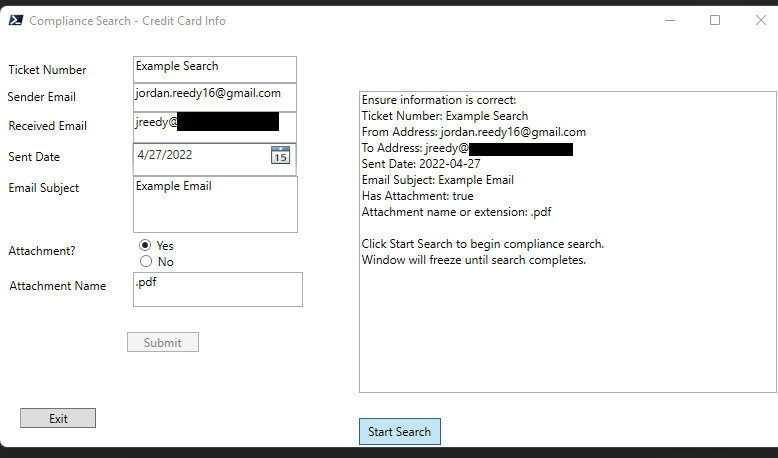 Compliance Search - Credit Card Info
Ticket Number
Example Search
Sender Email
jordan.reedy16@gmail.com
Received Email
jreedy@
Sent Date
4/27/2022
15
Email Subject
Example Email
Attachment?
Yes
No
Attachment Name
.pdf
Submit
Exit
Ensure information is correct:
Ticket Number: Example Search
From Address: jordan.reedy16@gmail.com
To Address: jreedy@
Sent Date: 2022-04-27
Email Subject: Example Email
Has Attachment: true
Attachment name or extension: .pdf
Click Start Search to begin compliance search.
Window will freeze until search completes.
Start Search